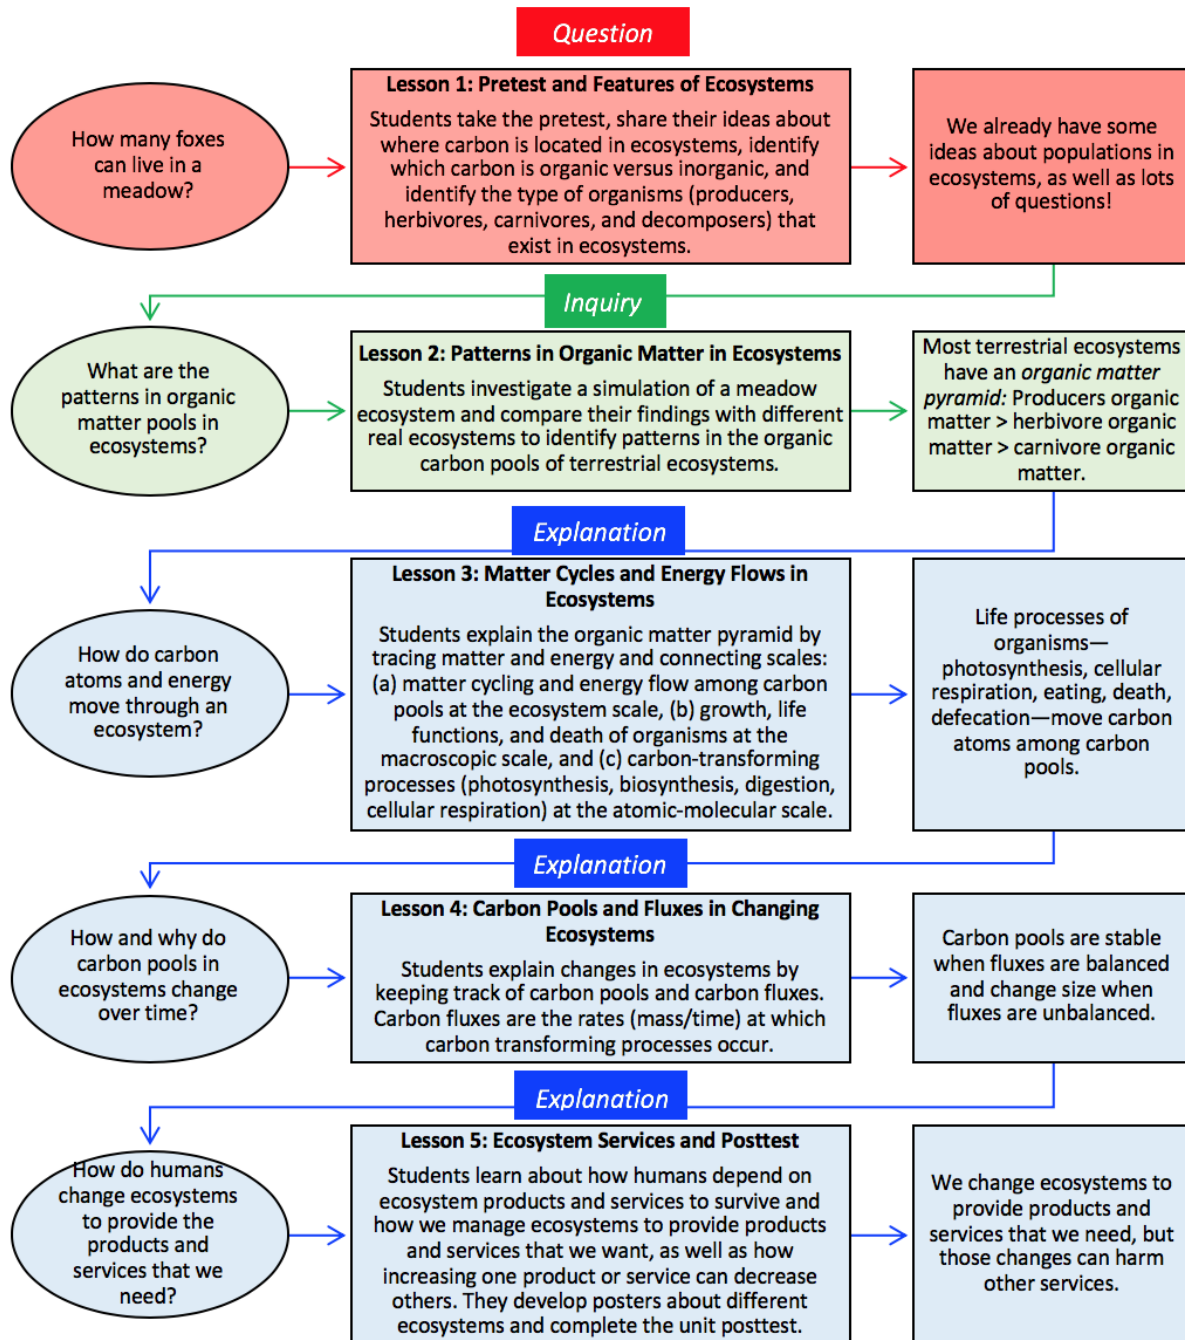 Question
How many foxes
can live in a
meadow?
Lesson 1: Pretest and Features of Ecosystems
Students take the pretest, share their ideas about
where carbon is located in ecosystems, identify
which carbon is organic versus inorganic, and
identify the type of organisms (producers,
herbivores, carnivores, and decomposers) that
exist in ecosystems.
We already have some
ideas about populations in
ecosystems, as well as lots
of questions!
Inquiry
What are the
patterns in organic
matter pools in
ecosystems?
Lesson 2: Patterns in Organic Matter in Ecosystems
Students investigate a simulation of a meadow
ecosystem and compare their findings with different
real ecosystems to identify patterns in the organic
carbon pools of terrestrial ecosystems.
Most terrestrial ecosystems
have an organic matter
pyramid: Producers organic
matter > herbivore organic
matter > carnivore organic
matter.
Explanation
How do carbon
atoms and energy
move through an
ecosystem?
Lesson 3: Matter Cycles and Energy Flows in
Ecosystems
Students explain the organic matter pyramid by
tracing matter and energy and connecting scales:
(a) matter cycling and energy flow among carbon
pools at the ecosystem scale, (b) growth, life
functions, and death of organisms at the
macroscopic scale, and (c) carbon-transforming
processes (photosynthesis, biosynthesis, digestion,
cellular respiration) at the atomic-molecular scale.
Life processes of
organisms—
photosynthesis, cellular
respiration, eating, death,
defecation—move carbon
atoms among carbon
pools.
Explanation
How and why do
carbon pools in
ecosystems change
over time?
Lesson 4: Carbon Pools and Fluxes in Changing
Ecosystems
Students explain changes in ecosystems by
keeping track of carbon pools and carbon fluxes.
Carbon fluxes are the rates (mass/time) at which
carbon transforming processes occur.
Carbon pools are stable
when fluxes are balanced
and change size when
fluxes are unbalanced.
Explanation
How do humans
change ecosystems
to provide the
products and
services that we
need?
Lesson 5: Ecosystem Services and Posttest
Students learn about how humans depend on
ecosystem products and services to survive and
how we manage ecosystems to provide products
and services that we want, as well as how
increasing one product or service can decrease
others. They develop posters about different
ecosystems and complete the unit posttest.
We change ecosystems to
provide products and
services that we need, but
those changes can harm
other services.